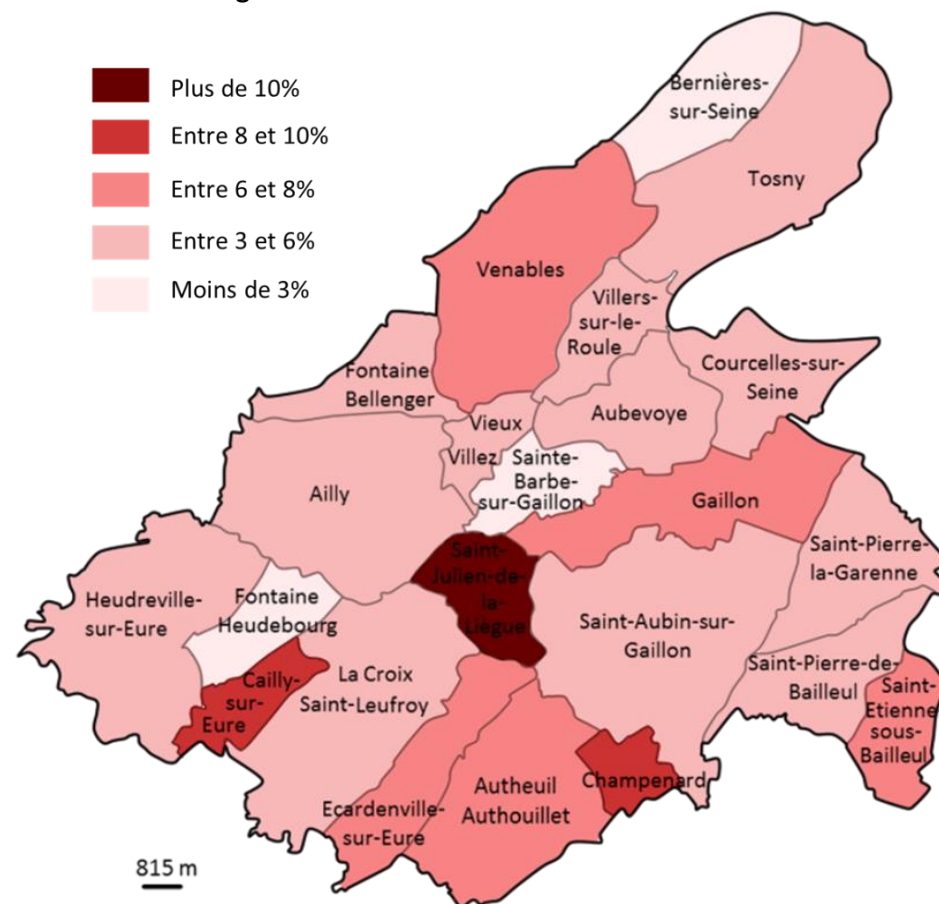 Plus de 10%
Entre 8 et 10%
Entre 6 et 8%
Entre 3 et 6%
Moins de 3%
Bernières-
sur-Seine
Tosny
Venables
Villers-
sur-le-
Roule
Courcelles-sur-
Seine
Fontaine
Bellenger
Vieux
Villez
Aubevoye
Sainte-
Barbe-
sur-Gaillon
Ailly
Gaillon
Saint-Pierre-
la-Garenne
Saint-
Julien-de-
la-
Liègue
Heudreville-
sur-Eure
Fontaine
Heudebourg
Saint-Aubin-sur-
Gaillon
Saint-Pierre-de-
Bailleul
Saint-
Etienne
sous-
Bailleul
La Croix
Saint-Leufroy
Cailly-
sur-
Eure
Champenard
Autheuil
Authouillet
Ecardenville-
sur-Eure
815 m